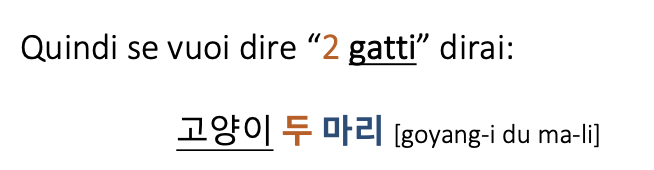 Quindi se vuoi dire “2 gatti” dirai:
고양이 두 마리 [goyang-i du ma-li]